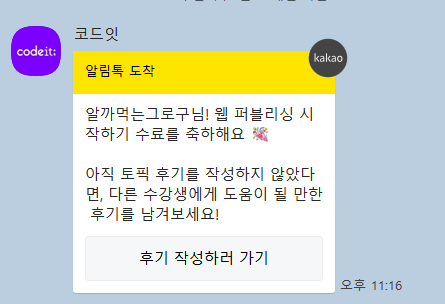 코드잇
codeit:
알림톡 도착
kakao
알까먹는그로구님! 웹 퍼블리싱 시
작하기 수료를 축하해요 💐
아직 토픽 후기를 작성하지 않았다
면, 다른 수강생에게 도움이 될 만한
후기를 남겨보세요!
후기 작성하러 가기
오후 11:16